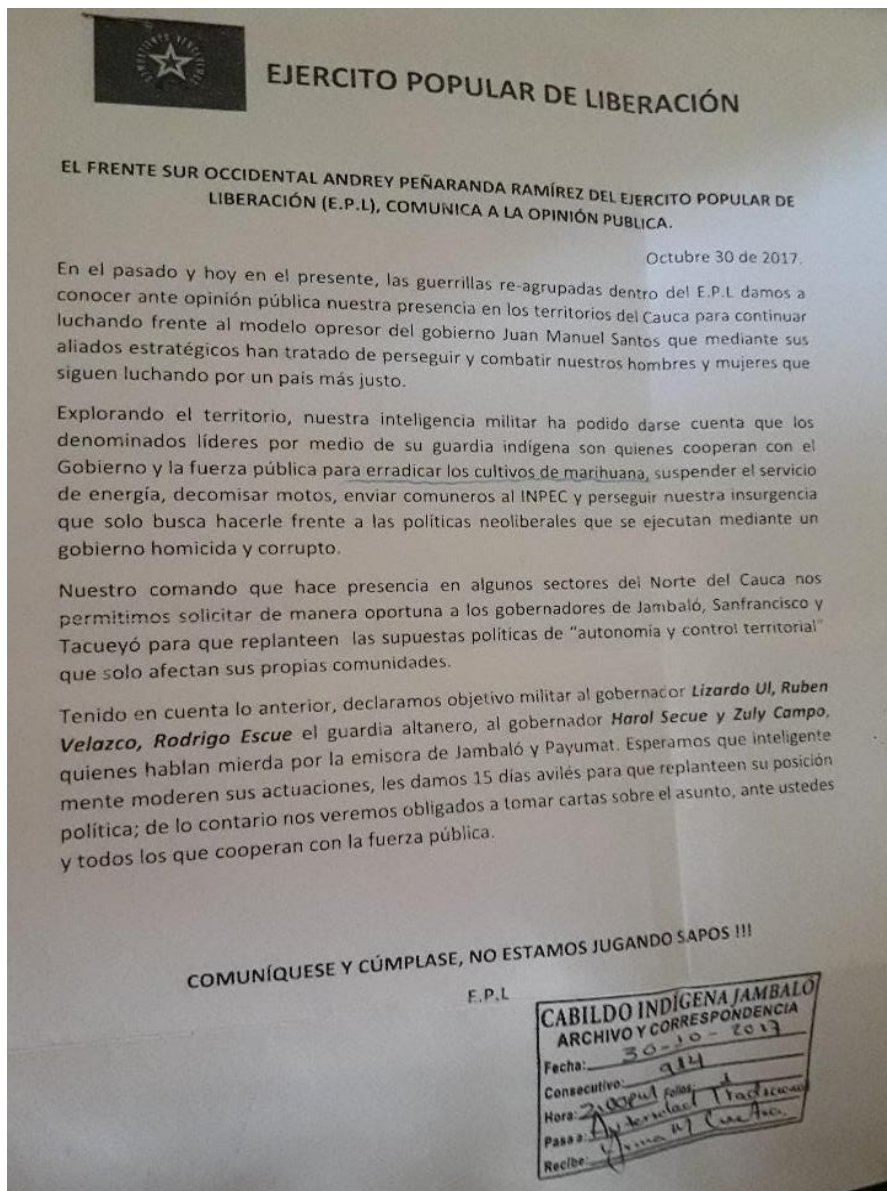 EJERCITO POPULAR DE LIBERACIÓN
EL FRENTE SUR OCCIDENTAL ANDREY PEÑARANDA RAMÍREZ DEL EJERCITO POPULAR DE
LIBERACIÓN (E.P.L), COMUNICA A LA OPINIÓN PUBLICA.
Octubre 30 de 2017.
En el pasado y hoy en el presente, las guerrillas re-agrupadas dentro del E.P.L damos a
conocer ante opinión pública nuestra presencia en los territorios del Cauca para continuar
luchando frente al modelo opresor del gobierno Juan Manuel Santos que mediante sus
aliados estratégicos han tratado de perseguir y combatir nuestros hombres y mujeres que
siguen luchando por un país más justo.
Explorando el territorio, nuestra inteligencia militar ha podido darse cuenta que los
denominados líderes por medio de su guardia indígena son quienes cooperan con el
Gobierno y la fuerza pública para erradicar los cultivos de marihuana, suspender el servicio
de energía, decomisar motos, enviar comuneros al INPEC y perseguir nuestra insurgencia
que solo busca hacerle frente a las políticas neoliberales que se ejecutan mediante un
gobierno homicida y corrupto.
Nuestro comando que hace presencia en algunos sectores del Norte del Cauca nos
permitimos solicitar de manera oportuna a los gobernadores de Jambaló, Sanfrancisco y
Tacueyó para que replanteen las supuestas políticas de "autonomía y control territorial"
que solo afectan sus propias comunidades.
Tenido en cuenta lo anterior, declaramos objetivo militar al gobernador Lizardo Ul, Ruben
Velazco, Rodrigo Escue el guardia altanero, al gobernador Harol Secue y Zuly Campo,
quienes hablan mierda por la emisora de Jambaló y Payumat. Esperamos que inteligente
mente moderen sus actuaciones, les damos 15 días avilés para que replanteen su posición
política; de lo contario nos veremos obligados a tomar cartas sobre el asunto, ante ustedes
y todos los que cooperan con la fuerza pública.
COMUNÍQUESE Y CÚMPLASE, NO ESTAMOS JUGANDO SAPOS !!!
E.P.L
CABILDO INDÍGENA JAMBALÓ
ARCHIVO Y CORRESPONDENCIA
Fecha: 30-10-2017
Consecutivo: 914
Hora: 2:00pm Folios: 1
Pasa a: Autoridad Tradicional
Recibe: